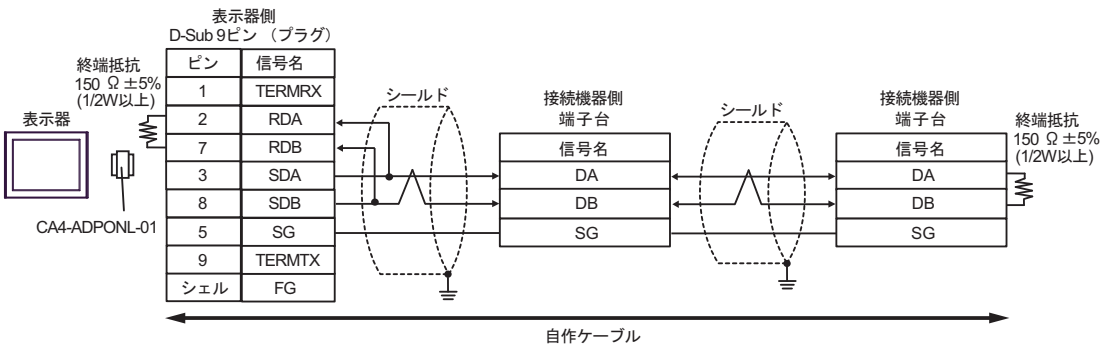 表示器側
D-Sub 9ピン （プラグ）
終端抵抗
150 Ω ±5%
(1/2W以上)
表示器
CA4-ADPONL-01
ピン 信号名
1 TERMRX
2 RDA
7 RDB
3 SDA
8 SDB
5 SG
9 TERMTX
シェル FG
シールド
接続機器側
端子台
信号名
DA
DB
SG
シールド
接続機器側
端子台
信号名
DA
DB
SG
終端抵抗
150 Ω ±5%
(1/2W以上)
自作ケーブル